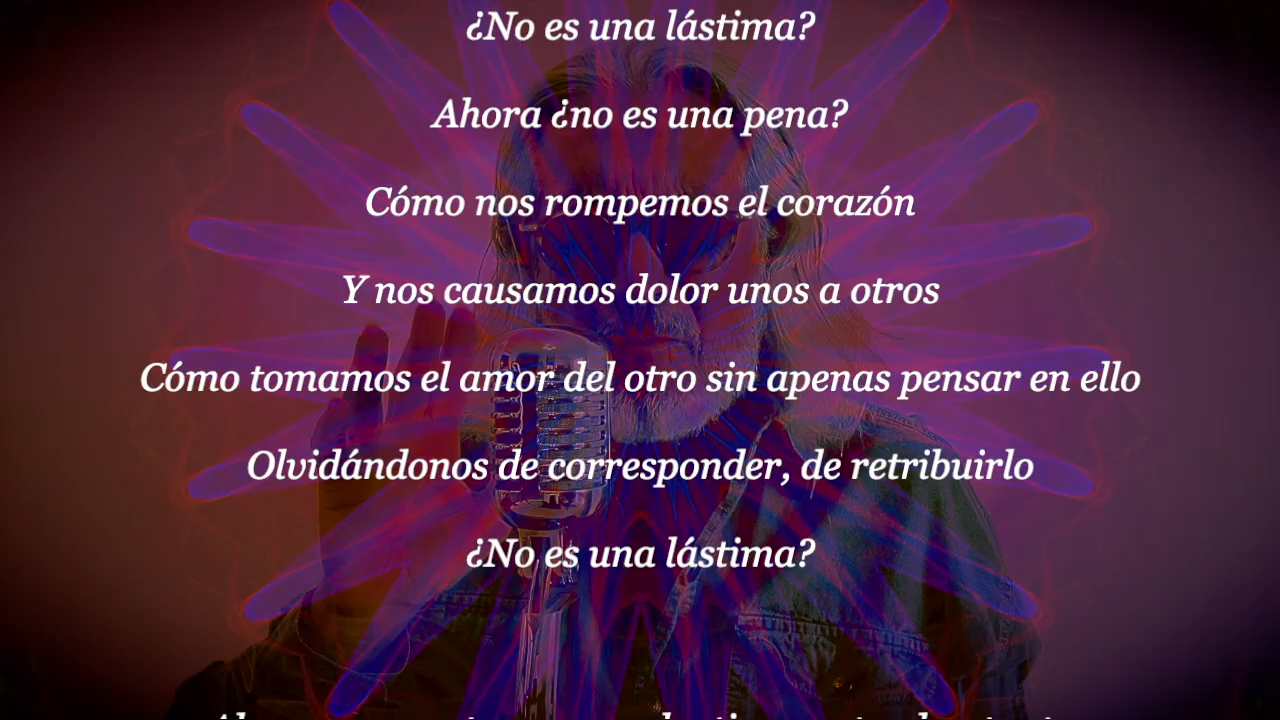 ¿No es una lástima?
Ahora ¿no es una pena?
Cómo nos rompemos el corazón
Y nos causamos dolor unos a otros
Cómo tomamos el amor del otro sin apenas pensar en ello
Olvidándonos de corresponder, de retribuirlo
¿No es una lástima?